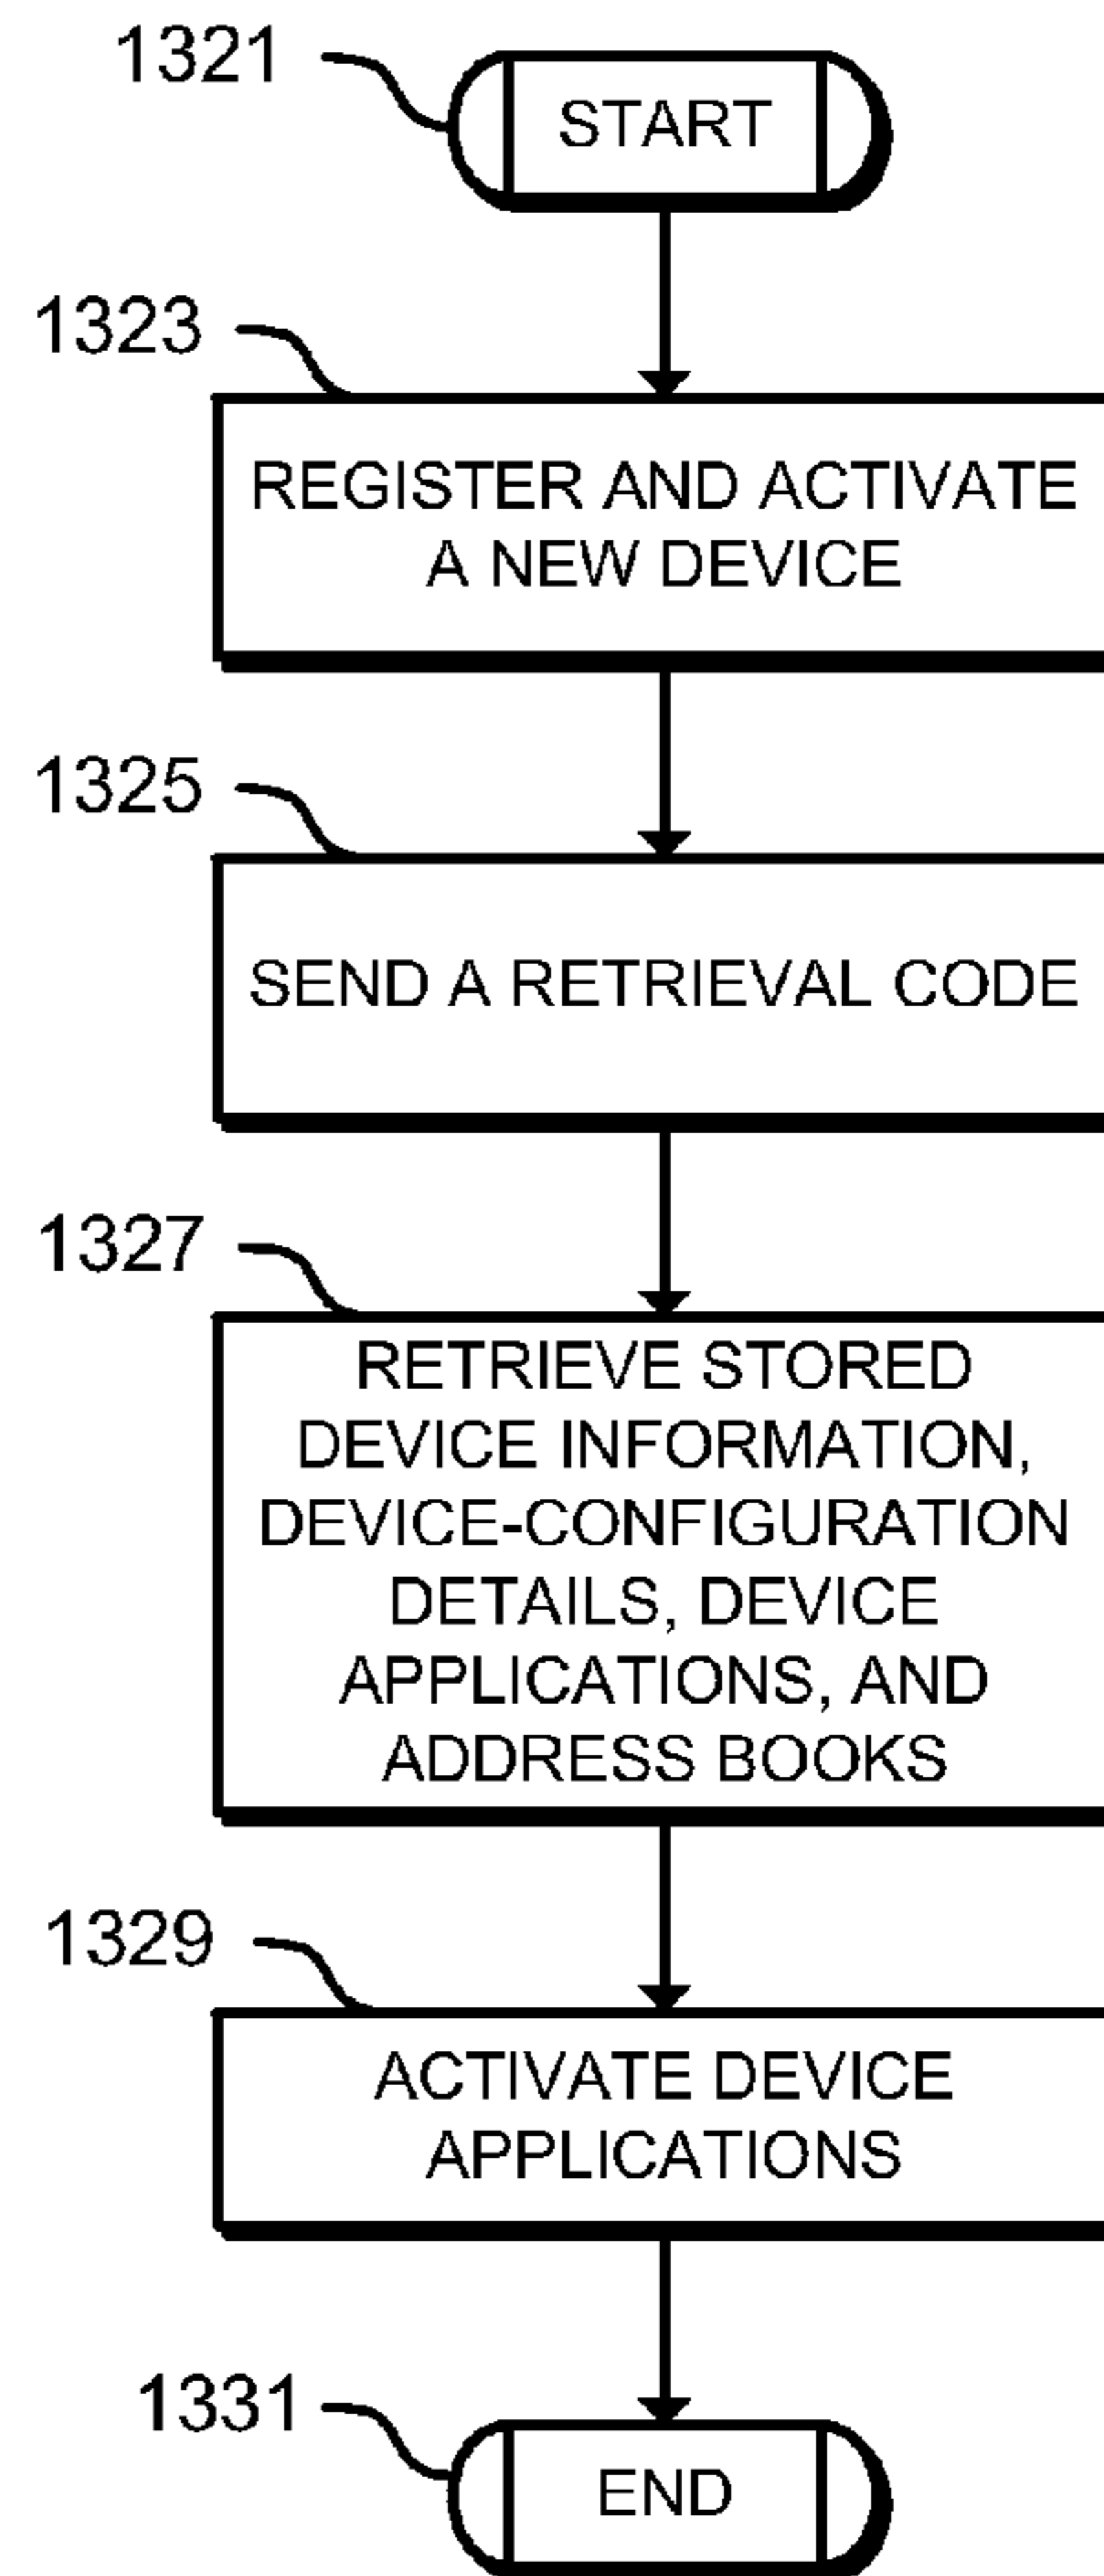 1321
START
1323
REGISTER AND ACTIVATE
A NEW DEVICE
1325
SEND A RETRIEVAL CODE
1327
RETRIEVE STORED
DEVICE INFORMATION,
DEVICE-CONFIGURATION
DETAILS, DEVICE
APPLICATIONS, AND
ADDRESS BOOKS
1329
ACTIVATE DEVICE
APPLICATIONS
1331
END